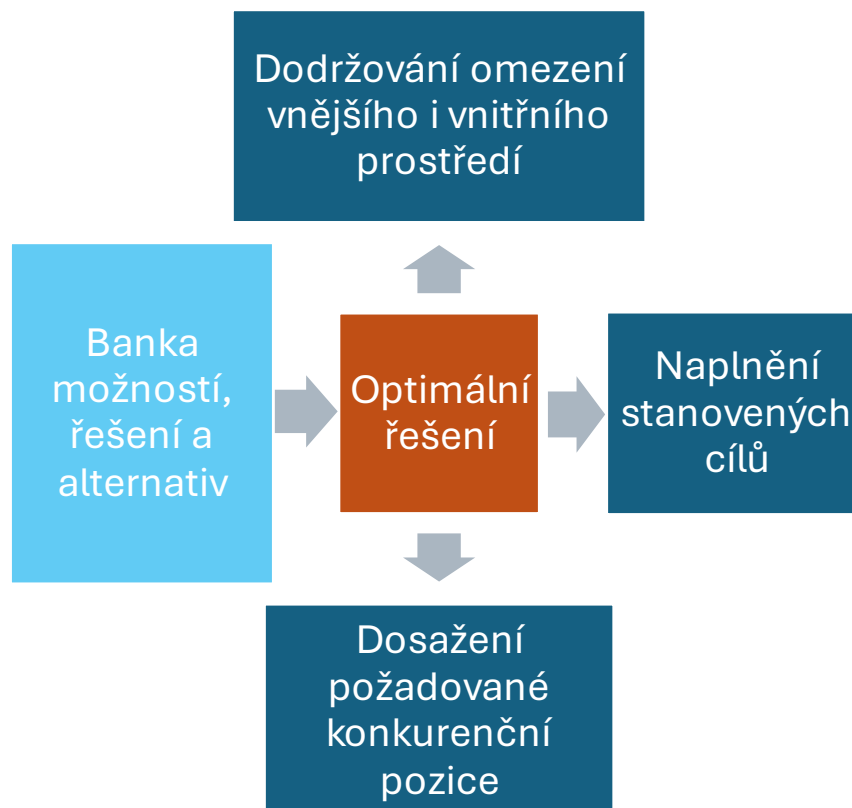 Dodržování omezení
vnějšího i vnitřního
prostředí
Banka
možností,
řešení a
alternativ
Optimální
řešení
Naplnění
stanovených
cílů
Dosažení
požadované
konkurenční
pozice